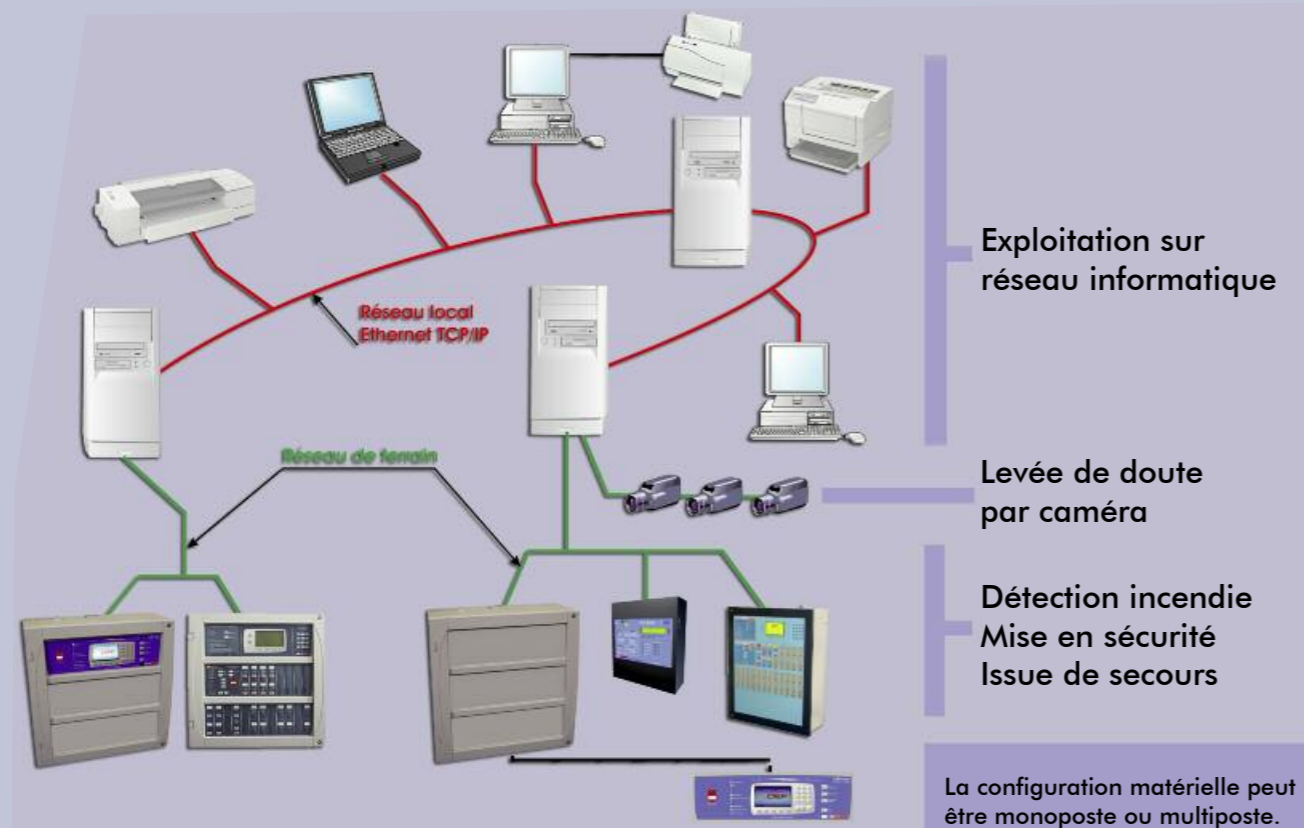 Exploitation sur
réseau informatique
Réseau local
Ethernet TCP/IP
Réseau de terrain
Levée de doute
par caméra
Détection incendie
Mise en sécurité
Issue de secours
La configuration matérielle peut
être monoposte ou multiposte.